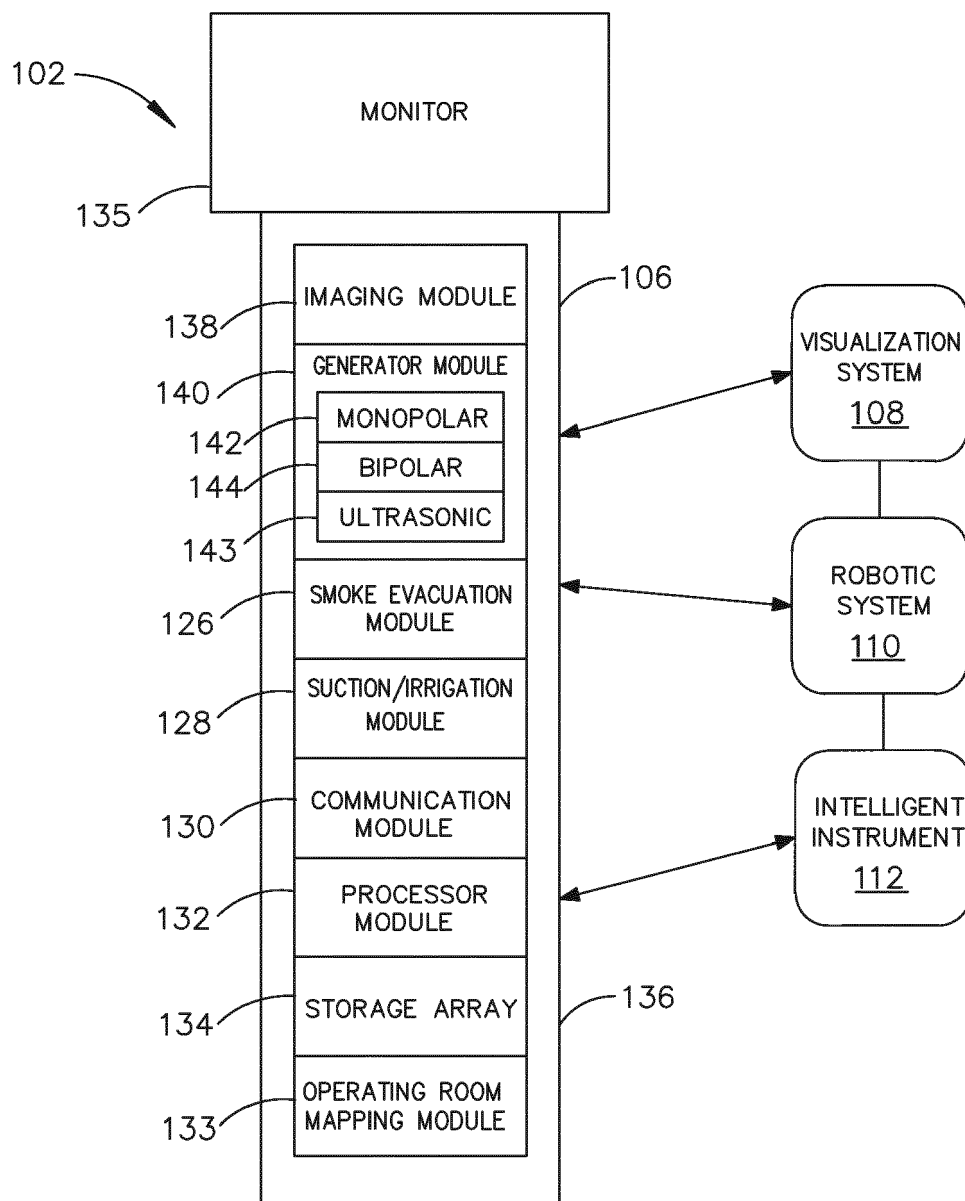 102
MONITOR
135
106
138
IMAGING MODULE
140
GENERATOR MODULE
142
MONOPOLAR
144
BIPOLAR
143
ULTRASONIC
126
SMOKE EVACUATION
MODULE
128
SUCTION/IRRIGATION
MODULE
130
COMMUNICATION
MODULE
132
PROCESSOR
MODULE
134
STORAGE ARRAY
136
133
OPERATING ROOM
MAPPING MODULE
VISUALIZATION
SYSTEM
108
ROBOTIC
SYSTEM
110
INTELLIGENT
INSTRUMENT
112